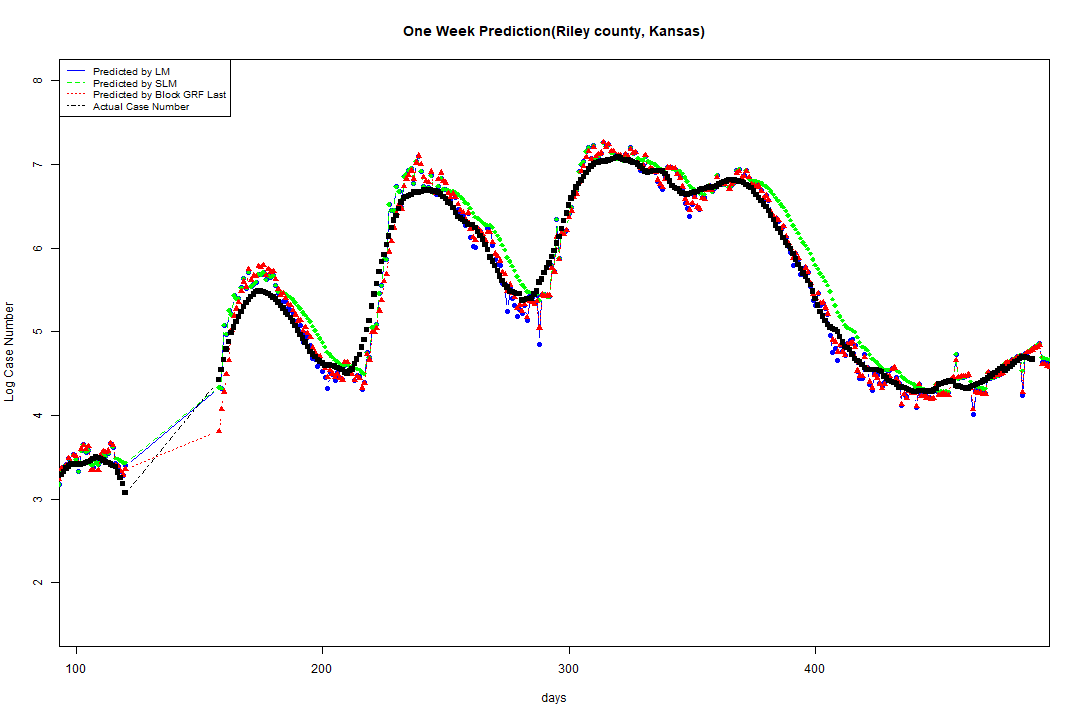 One Week Prediction(Riley county, Kansas)
Predicted by LM
Predicted by SLM
Predicted by Block GRF Last
Actual Case Number
8
7
6
5
4
3
2
Log Case Number
100 200 300 400
days